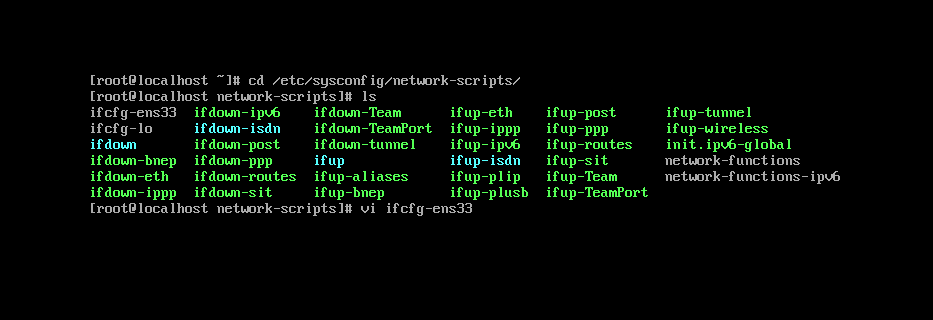 [root@localhost ~]# cd /etc/sysconfig/network-scripts/
[root@localhost network-scripts]# ls
ifcfg-ens33  ifdown-ipv6    ifdown-Team      ifup-eth    ifup-post      ifup-tunnel
ifcfg-lo     ifdown-isdn    ifdown-TeamPort  ifup-ippp   ifup-ppp       ifup-wireless
ifdown       ifdown-post    ifdown-tunnel    ifup-ipv6   ifup-routes    init.ipv6-global
ifdown-bnep  ifdown-ppp     ifup             ifup-isdn   ifup-sit       network-functions
ifdown-eth   ifdown-routes  ifup-aliases     ifup-plip   ifup-Team      network-functions-ipv6
ifdown-ippp  ifdown-sit     ifup-bnep        ifup-plusb  ifup-TeamPort
[root@localhost network-scripts]# vi ifcfg-ens33